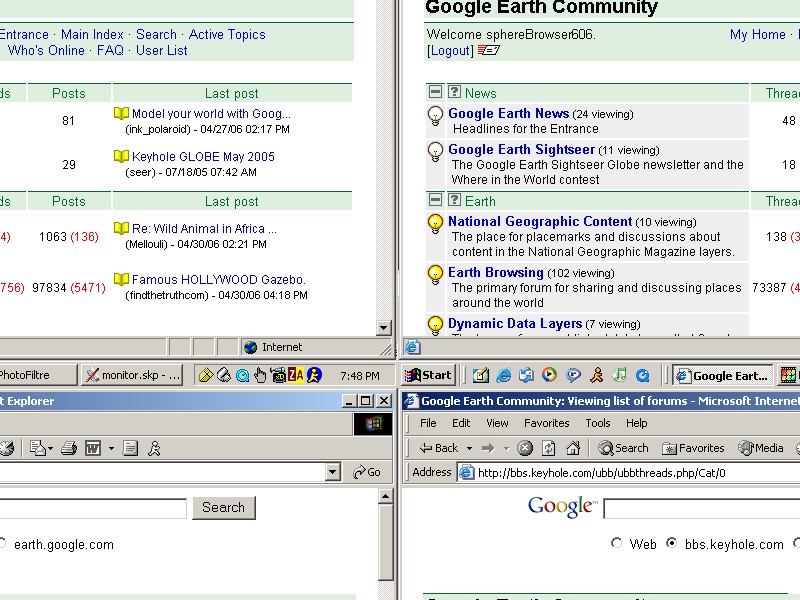 Google Earth Community
Entrance · Main Index · Search · Active Topics
Who's Online · FAQ · User List
Welcome sphereBrowser606.
[Logout]
My Home ·
ds Posts Last post
81 Model your world with Goog...
(ink_polaroid) - 04/27/06 02:17 PM
29 Keyhole GLOBE May 2005
(seer) - 07/18/05 07:42 AM
ds Posts Last post
4) 1063 (136) Re: Wild Animal in Africa ...
(Mellouli) - 04/30/06 02:21 PM
756) 97834 (5471) Famous HOLLYWOOD Gazebo.
(findthetruthcom) - 04/30/06 04:18 PM
Internet
News Threa
Google Earth News (24 viewing)
Headlines for the Entrance
48
Google Earth Sightseer (11 viewing)
The Google Earth Sightseer Globe newsletter and the
Where in the World contest
18
Earth Threa
National Geographic Content (10 viewing)
The place for placemarks and discussions about
content in the National Geographic Magazine layers.
138 (3
Earth Browsing (102 viewing)
The primary forum for sharing and discussing places
around the world
73387 (4
Dynamic Data Layers (7 viewing)
PhotoFiltre monitor.skp - ... ZA 7:48 PM
Start Google Eart...
t Explorer
Go
Search
earth.google.com
Google Earth Community: Viewing list of forums - Microsoft Internet
File Edit View Favorites Tools Help
Back Search Favorites Media
Address http://bbs.keyhole.com/ubb/ubbthreads.php/Cat/0
Google
Web bbs.keyhole.com